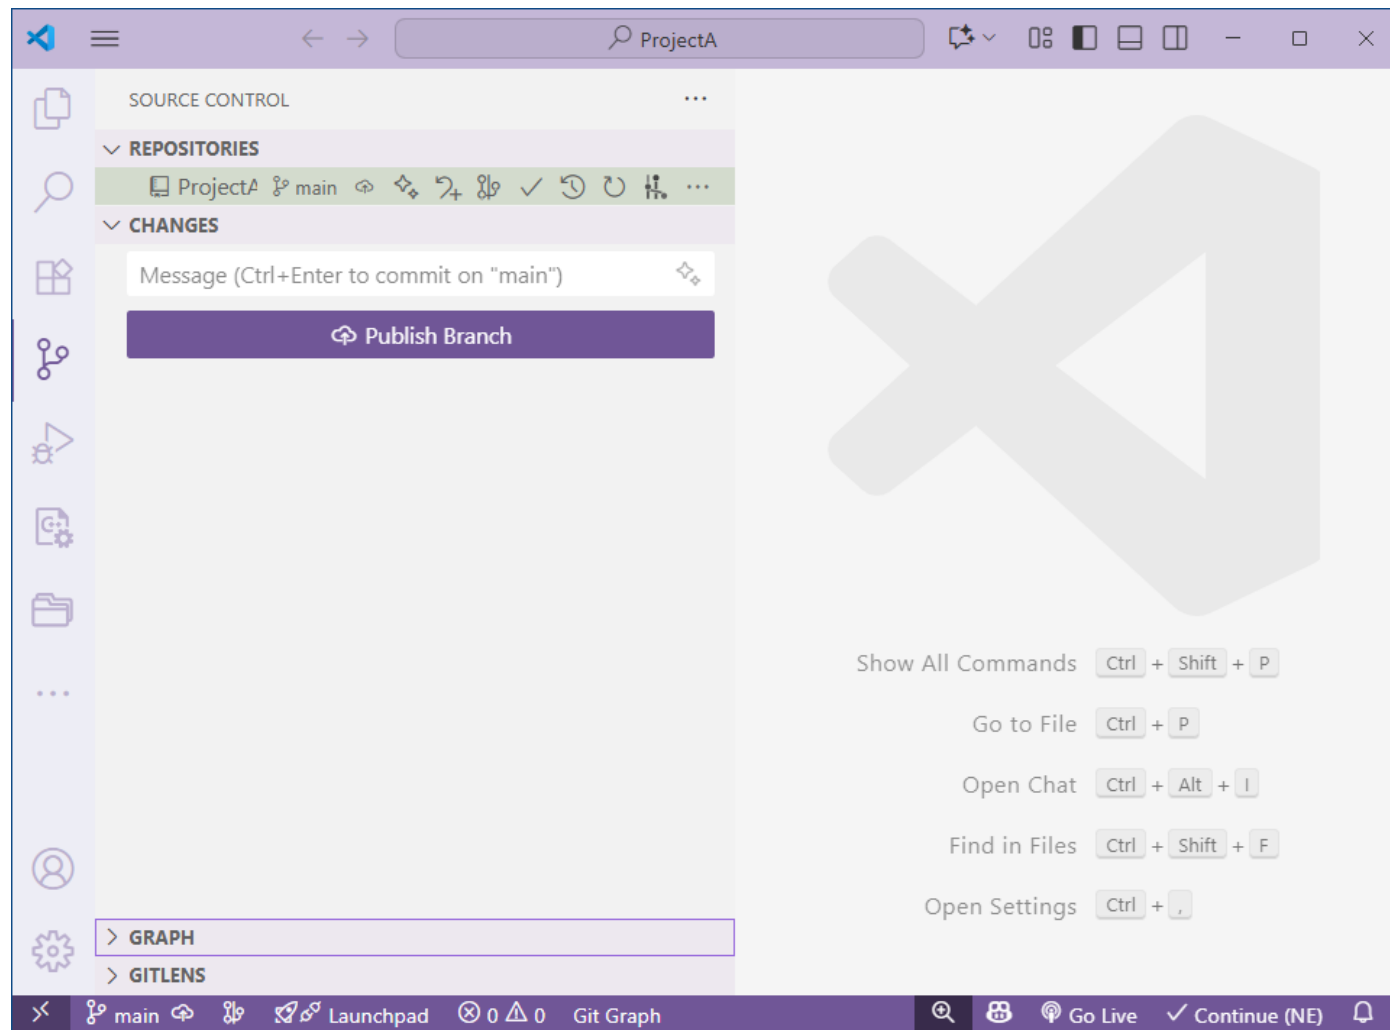 ProjectA
SOURCE CONTROL
REPOSITORIES
ProjectA main
CHANGES
Message (Ctrl+Enter to commit on "main")
Publish Branch
Show All Commands Ctrl + Shift + P
Go to File Ctrl + P
Open Chat Ctrl + Alt + I
Find in Files Ctrl + Shift + F
Open Settings Ctrl + ,
GRAPH
GITLENS
main Launchpad 0 0 Git Graph Go Live Continue (NE)